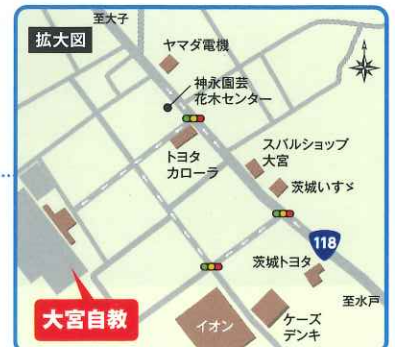 至大子
拡大図
ヤマダ電機
神永園芸
花木センター
トヨタ
カローラ
スバルショップ
大宮
茨城いすゞ
118
茨城トヨタ
至水戸
大宮自教
イオン
ケーズ
デンキ